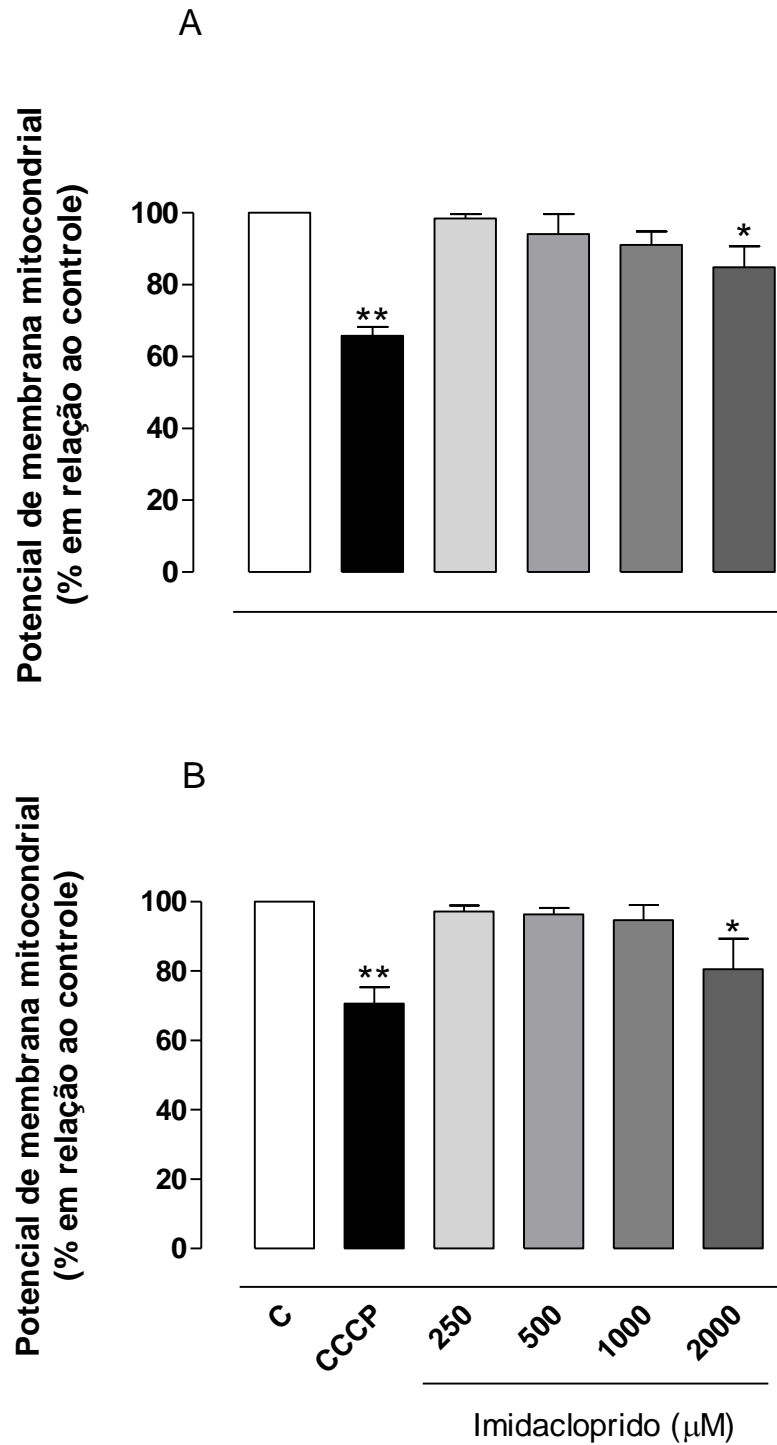 A
Potencial de membrana mitocondrial
(% em relação ao controle)
100
80
60
40
20
0
**
*
B
Potencial de membrana mitocondrial
(% em relação ao controle)
100
80
60
40
20
0
**
*
C
CCCP
250
500
1000
2000
Imidacloprido (μM)